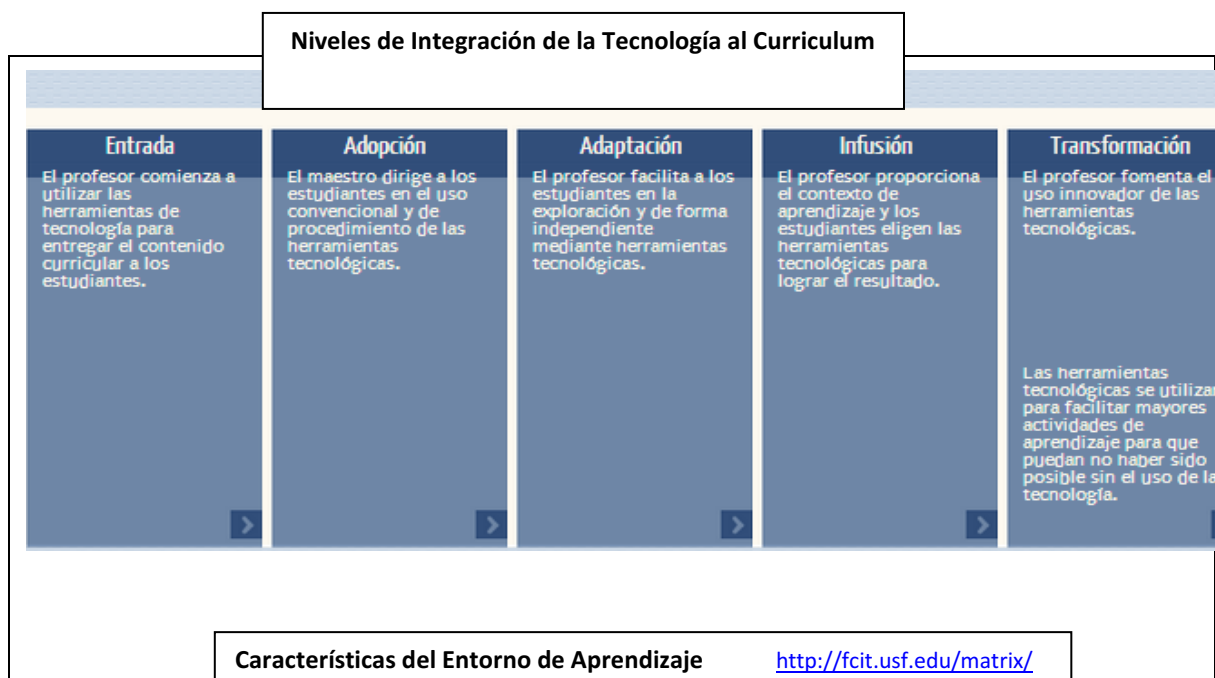 Niveles de Integración de la Tecnología al Curriculum
Entrada
El profesor comienza a
utilizar las
herramientas de
tecnología para
entregar el contenido
curricular a los
estudiantes.
Adopción
El maestro dirige a los
estudiantes en el uso
convencional y de
procedimiento de las
herramientas
tecnológicas.
Adaptación
El profesor facilita a los
estudiantes en la
exploración y de forma
independiente
mediante herramientas
tecnológicas.
Infusión
El profesor proporciona
el contexto de
aprendizaje y los
estudiantes eligen las
herramientas
tecnológicas para
lograr el resultado.
Transformación
El profesor fomenta el
uso innovador de las
herramientas
tecnológicas.
Las herramientas
tecnológicas se utilizan
para facilitar mayores
actividades de
aprendizaje para que
puedan no haber sido
posible sin el uso de la
tecnología.
Características del Entorno de Aprendizaje http://fcit.usf.edu/matrix/